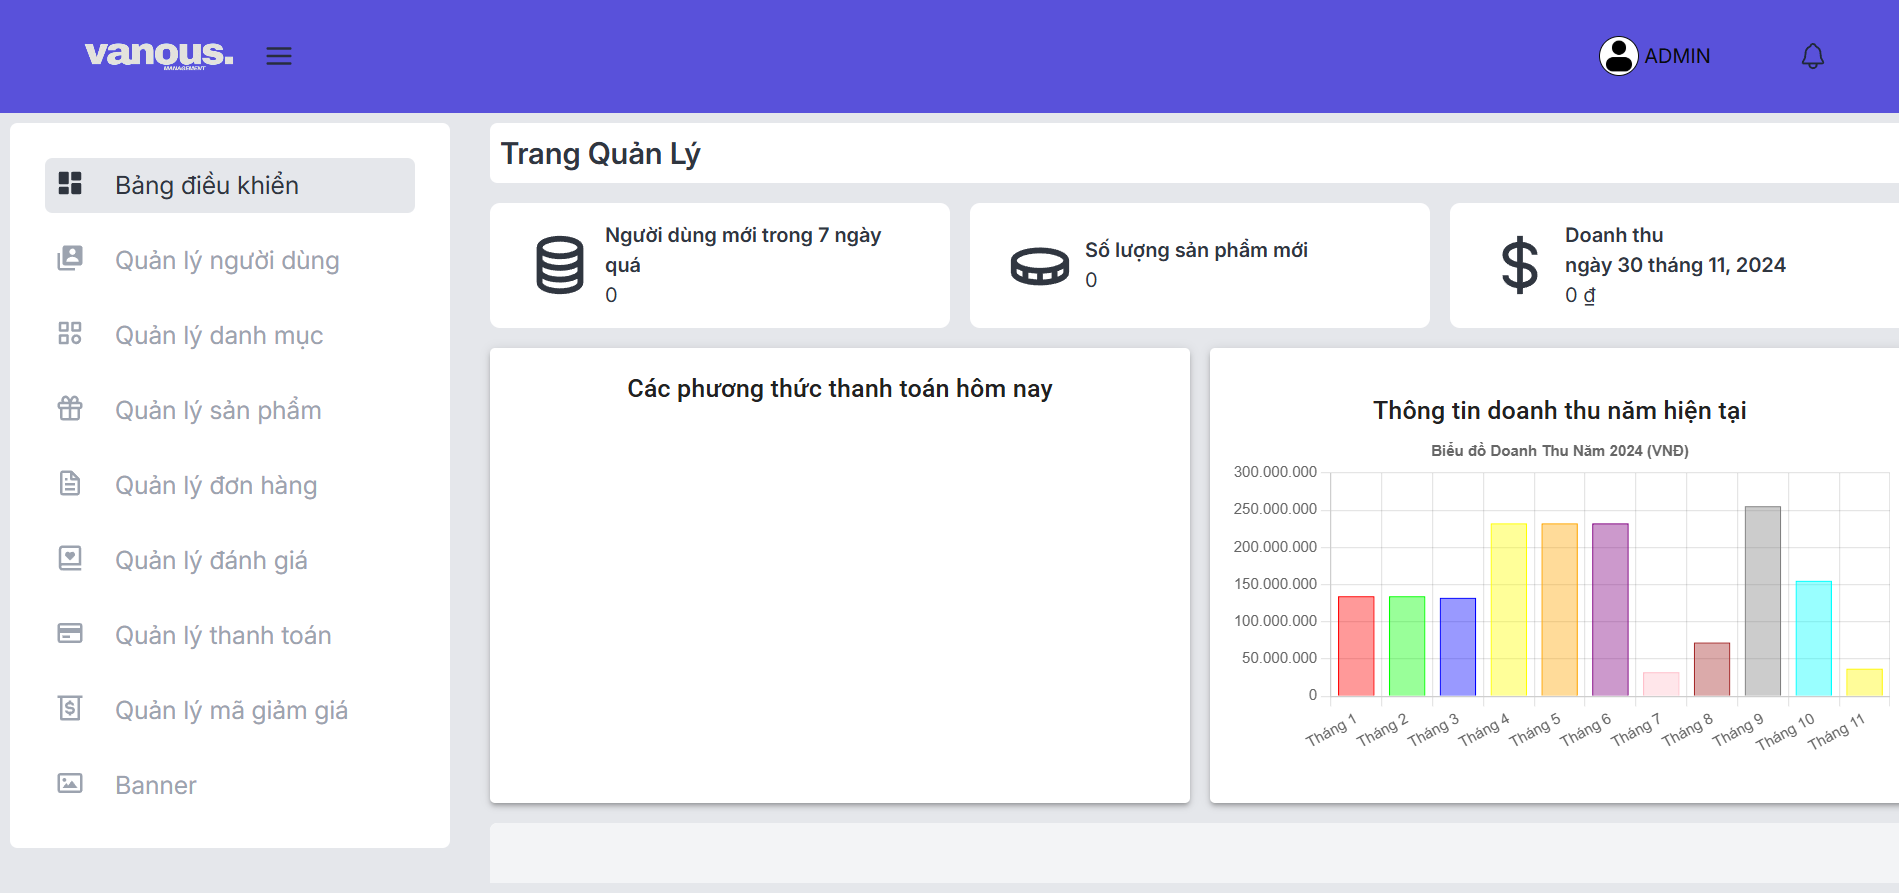 vanous.
MANAGEMENT
ADMIN
Bảng điều khiển
Quản lý người dùng
Quản lý danh mục
Quản lý sản phẩm
Quản lý đơn hàng
Quản lý đánh giá
Quản lý thanh toán
Quản lý mã giảm giá
Banner
Trang Quản Lý
Người dùng mới trong 7 ngày
quá
0
Số lượng sản phẩm mới
0
Doanh thu
ngày 30 tháng 11, 2024
0 ₫
Các phương thức thanh toán hôm nay
Thông tin doanh thu năm hiện tại
Biểu đồ Doanh Thu Năm 2024 (VNĐ)
300.000.000
250.000.000
200.000.000
150.000.000
100.000.000
50.000.000
0
Tháng 1
Tháng 2
Tháng 3
Tháng 4
Tháng 5
Tháng 6
Tháng 7
Tháng 8
Tháng 9
Tháng 10
Tháng 11